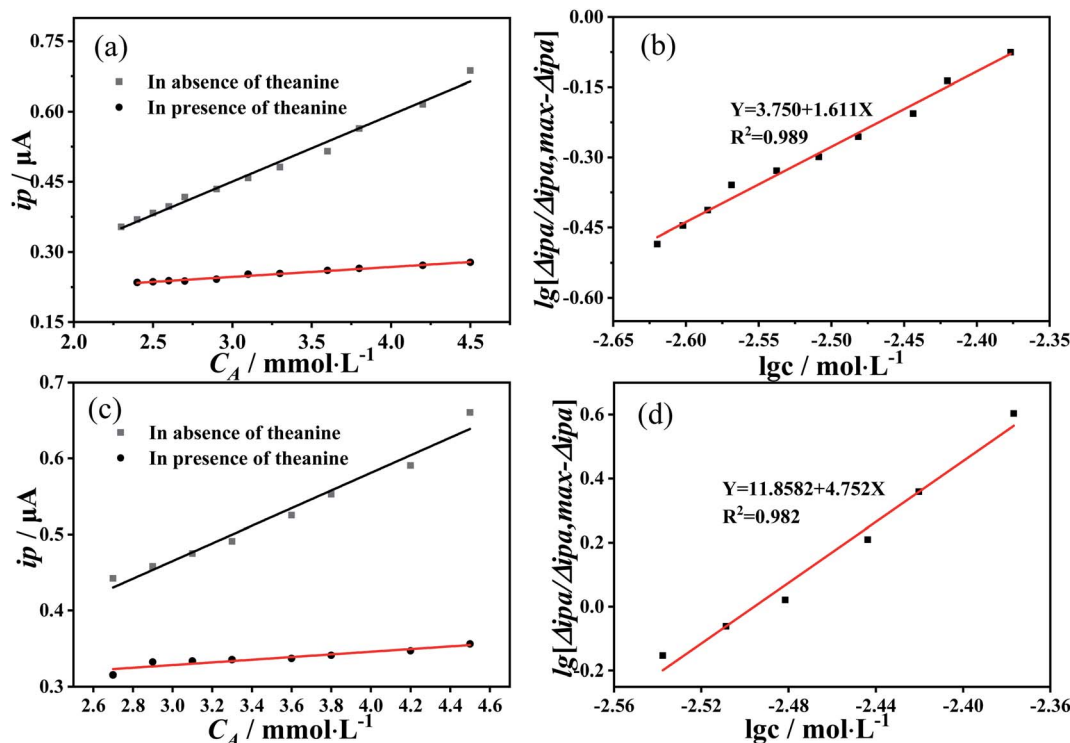 (a)
In absence of theanine
In presence of theanine
0.75
0.60
0.45
0.30
0.15
ip / μA
2.0 2.5 3.0 3.5 4.0 4.5
C_A / mmol·L⁻¹
(b)
Y=3.750+1.611X
R²=0.989
0.00
-0.15
-0.30
-0.45
-0.60
lg[Δipa/Δipa,max-Δipa]
-2.65 -2.60 -2.55 -2.50 -2.45 -2.40 -2.35
lgc / mol·L⁻¹
(c)
In absence of theanine
In presence of theanine
0.7
0.6
0.5
0.4
0.3
ip / μA
2.6 2.8 3.0 3.2 3.4 3.6 3.8 4.0 4.2 4.4 4.6
C_A / mmol·L⁻¹
(d)
Y=11.8582+4.752X
R²=0.982
0.6
0.4
0.2
0.0
-0.2
lg[Δipa/Δipa,max-Δipa]
-2.56 -2.52 -2.48 -2.44 -2.40 -2.36
lgc / mol·L⁻¹